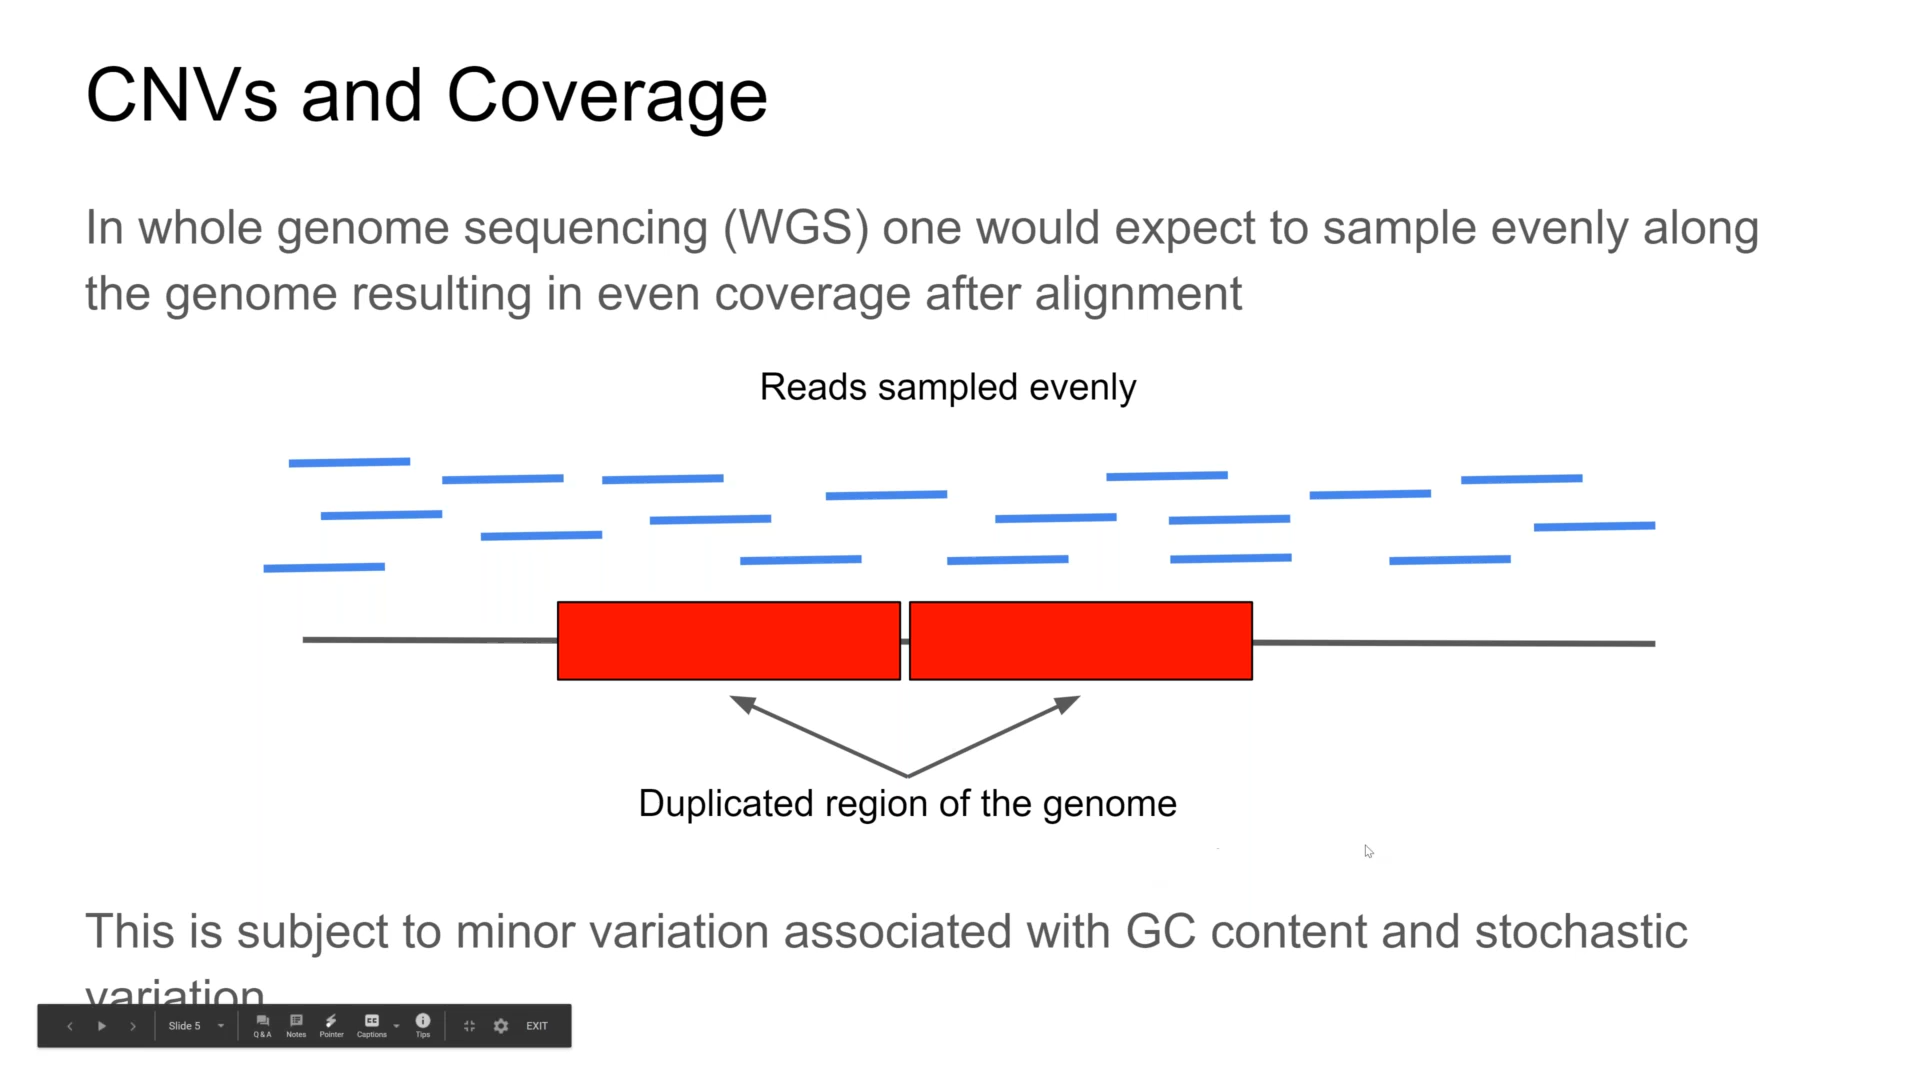 CNVs and Coverage
In whole genome sequencing (WGS) one would expect to sample evenly along
the genome resulting in even coverage after alignment
Reads sampled evenly
Duplicated region of the genome
This is subject to minor variation associated with GC content and stochastic
variation
Slide 5
Q & A
Notes
Pointer
CC
Captions
Tips
EXIT